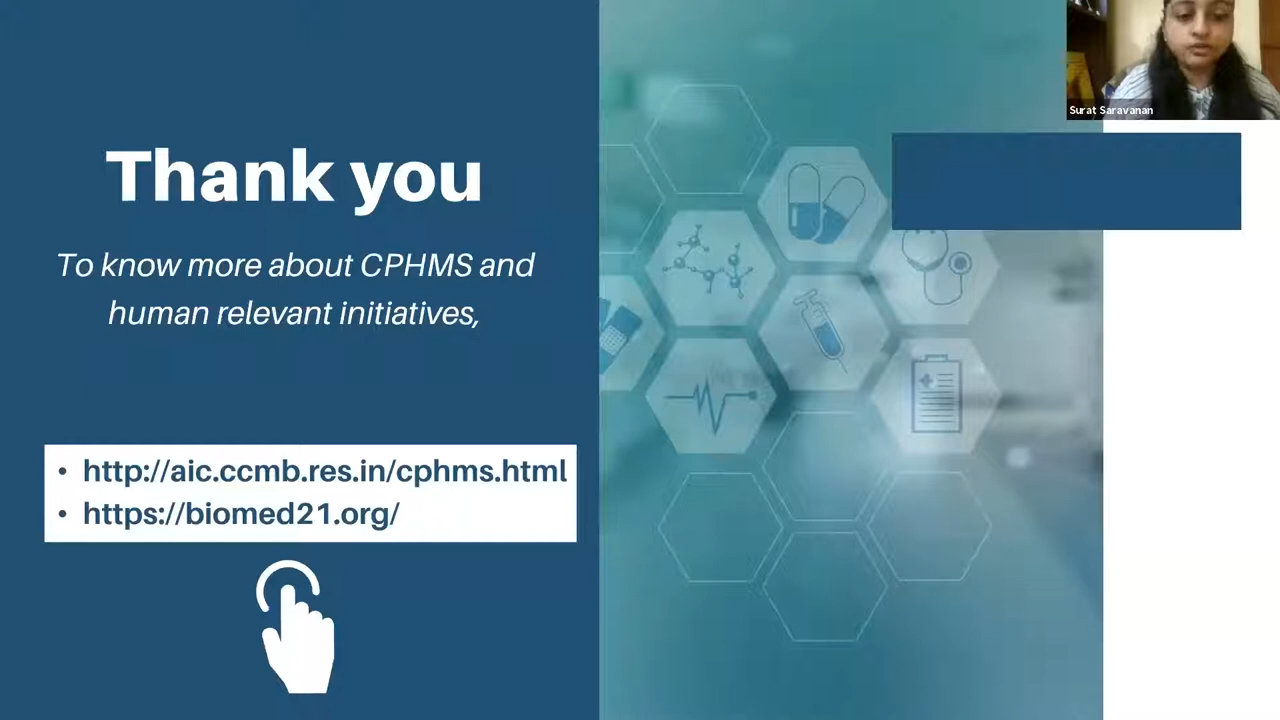 Thank you
To know more about CPHMS and
human relevant initiatives,
• http://aic.ccmb.res.in/cphms.html
• https://biomed21.org/
Surat Saravanan